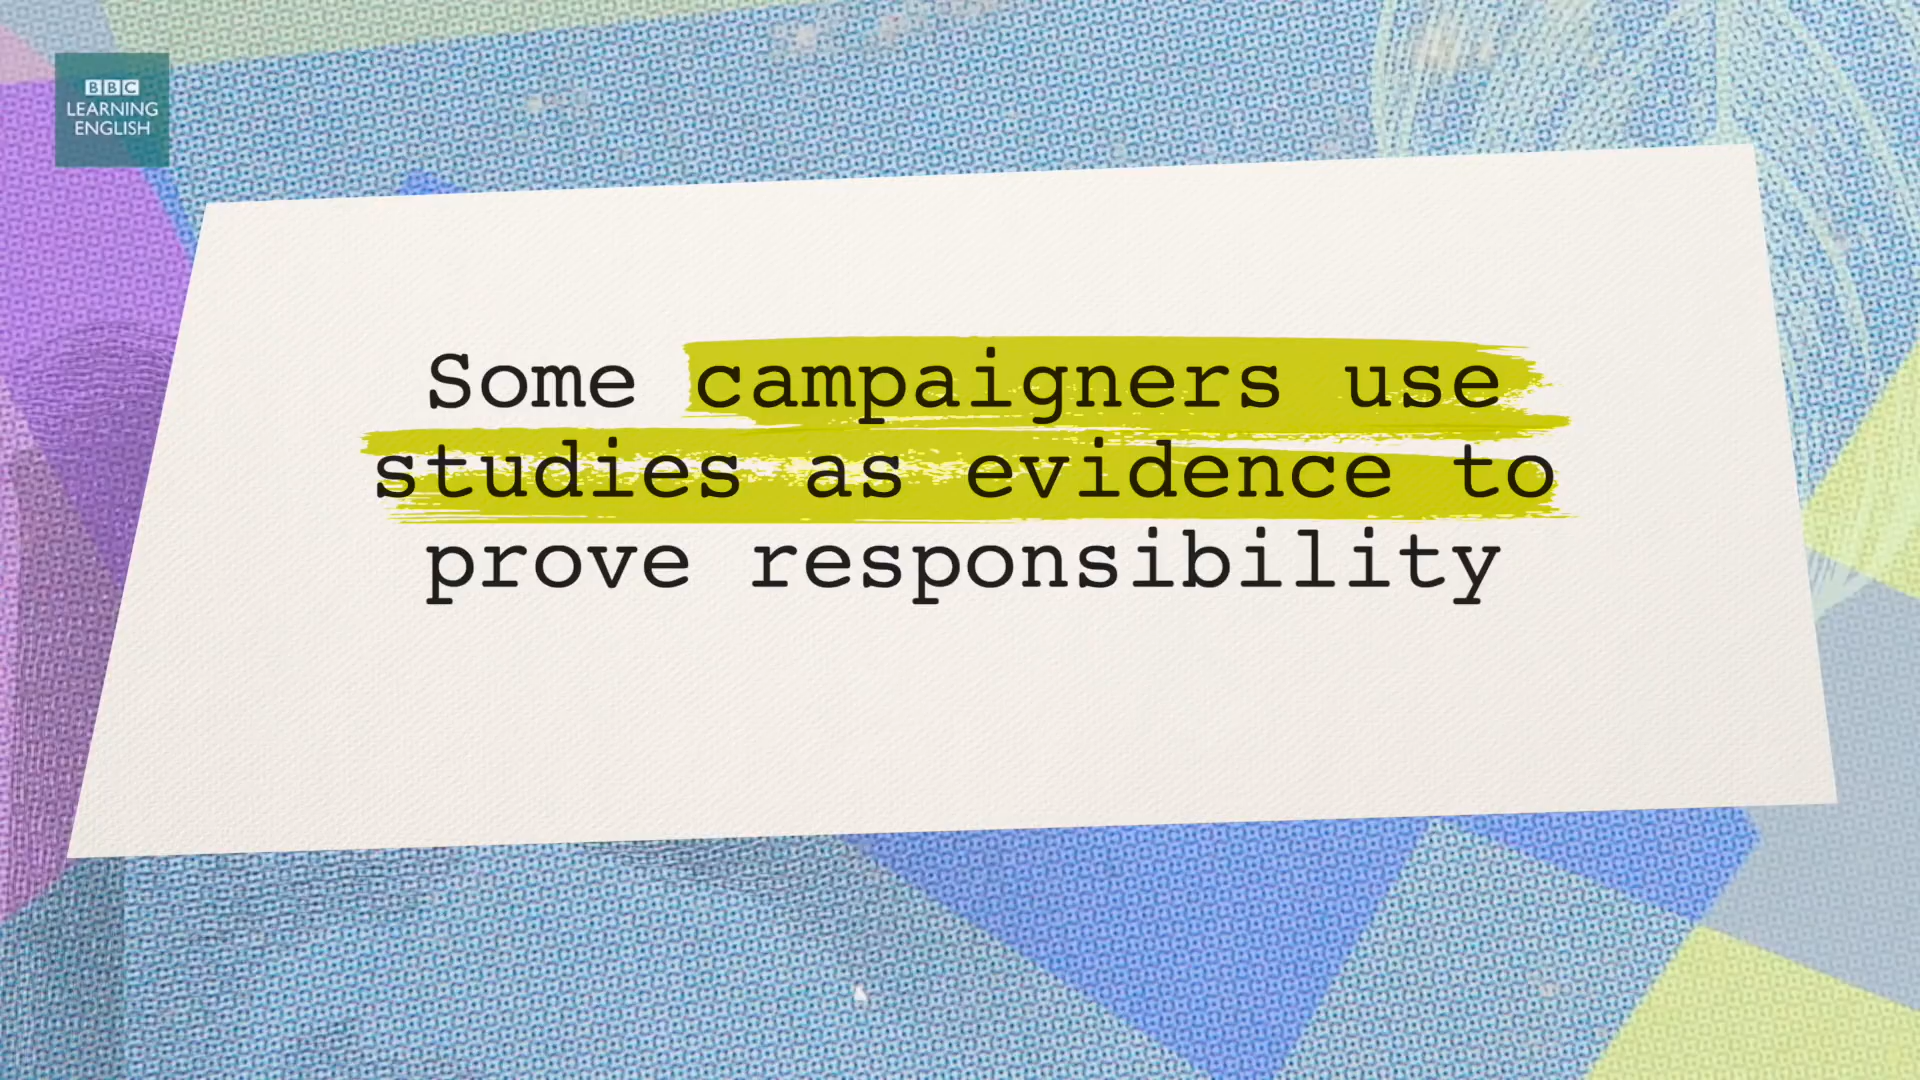 BBC
LEARNING
ENGLISH
Some campaigners use
studies as evidence to
prove responsibility